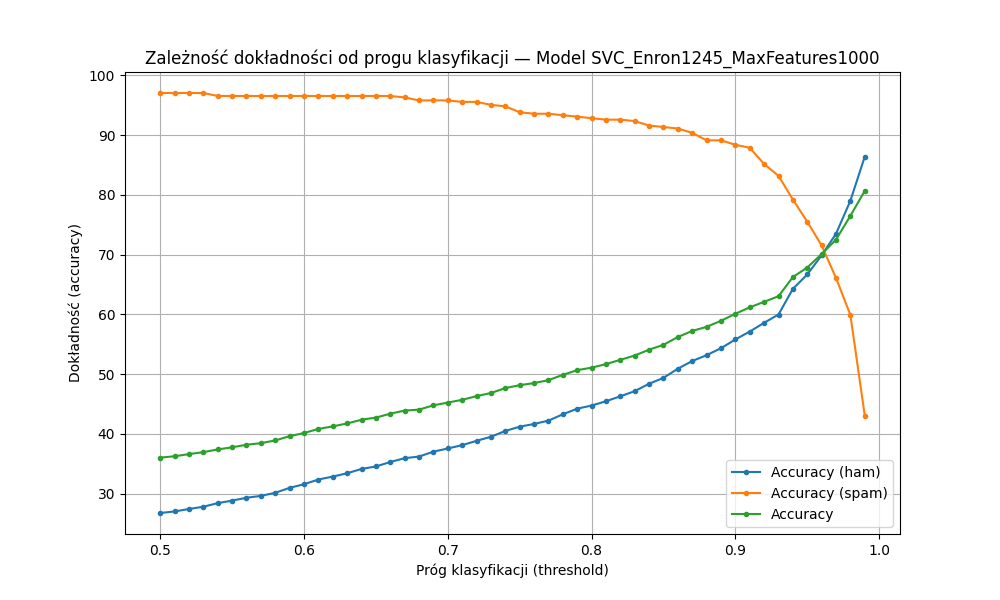 Zależność dokładności od progu klasyfikacji — Model SVC_Enron1245_MaxFeatures1000
100
90
80
70
60
50
40
30
Dokładność (accuracy)
0.5 0.6 0.7 0.8 0.9 1.0
Próg klasyfikacji (threshold)
Accuracy (ham)
Accuracy (spam)
Accuracy